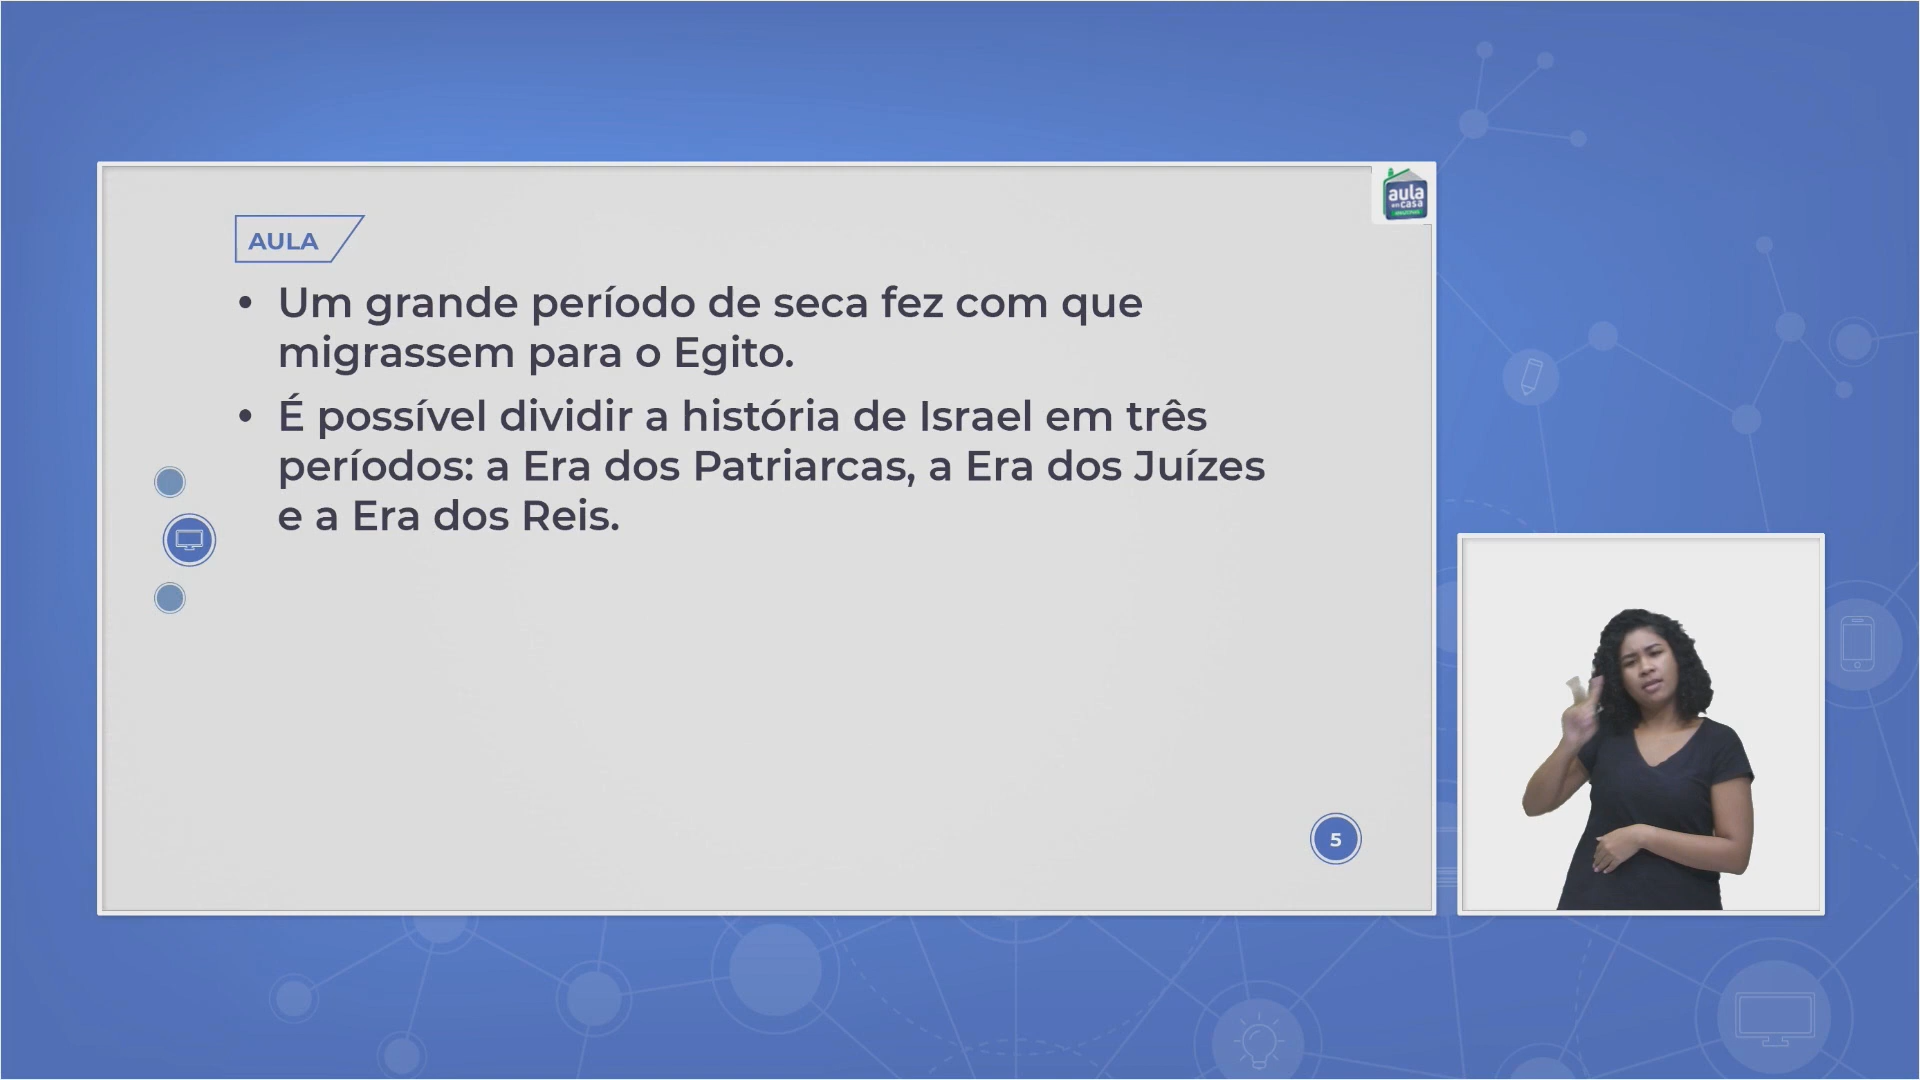 aula
em casa
AULA
• Um grande período de seca fez com que
migrassem para o Egito.
• É possível dividir a história de Israel em três
períodos: a Era dos Patriarcas, a Era dos Juízes
e a Era dos Reis.
5